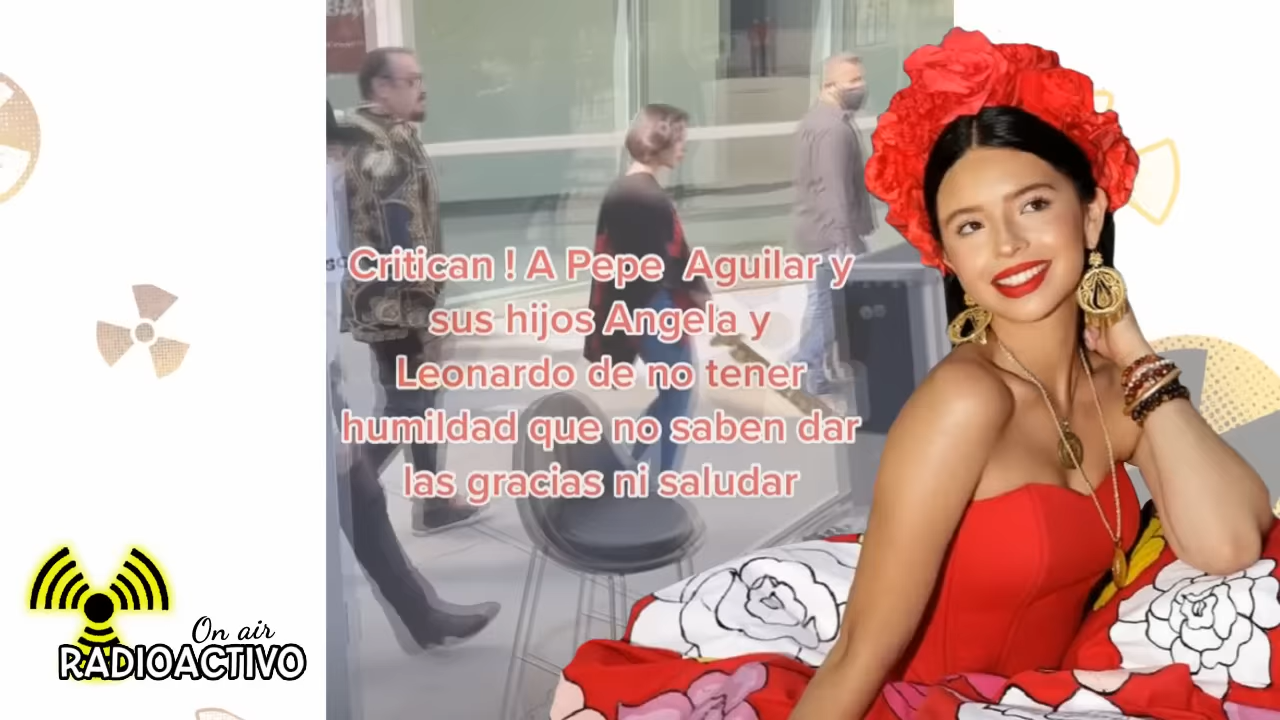 Critican ! A Pepe Aguilar y
sus hijos Angela y
Leonardo de no tener
humildad que no saben dar
las gracias ni saludar
On air
RADIOACTIVO